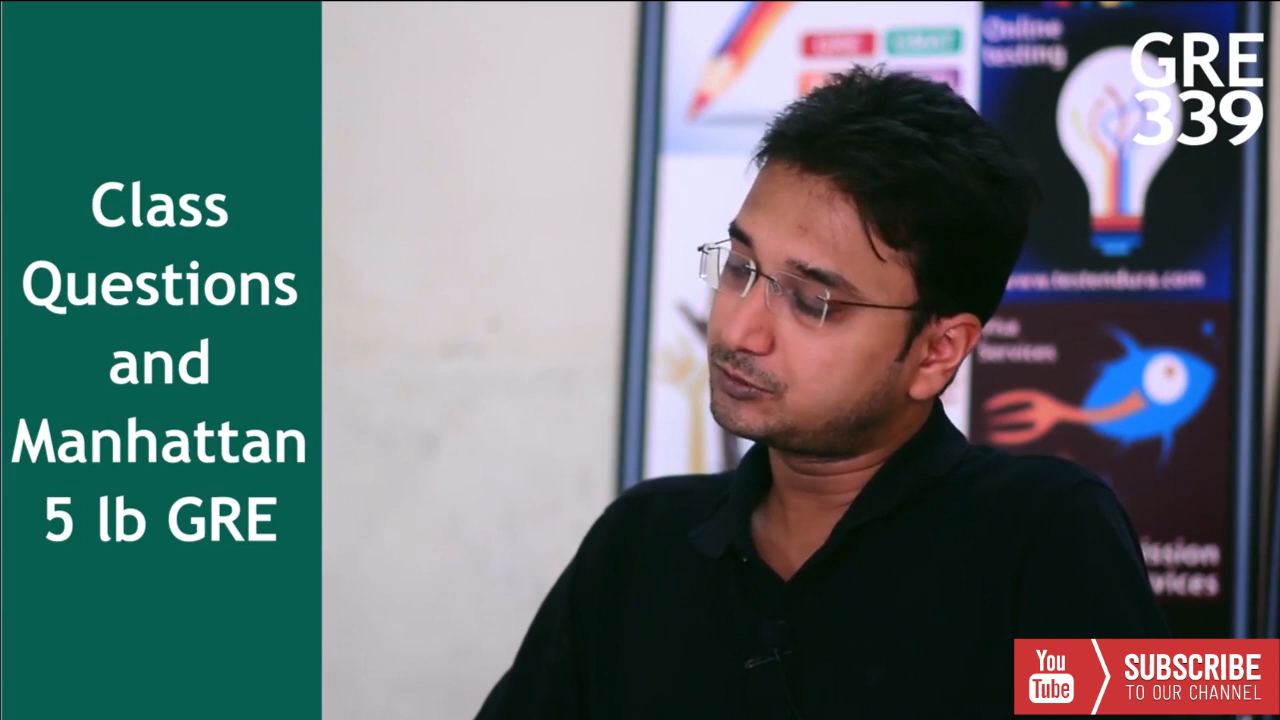 Class
Questions
and
Manhattan
5 lb GRE
GRE
339
Online
testing
www.testendura.com
Services
You
Tube
SUBSCRIBE
TO OUR CHANNEL